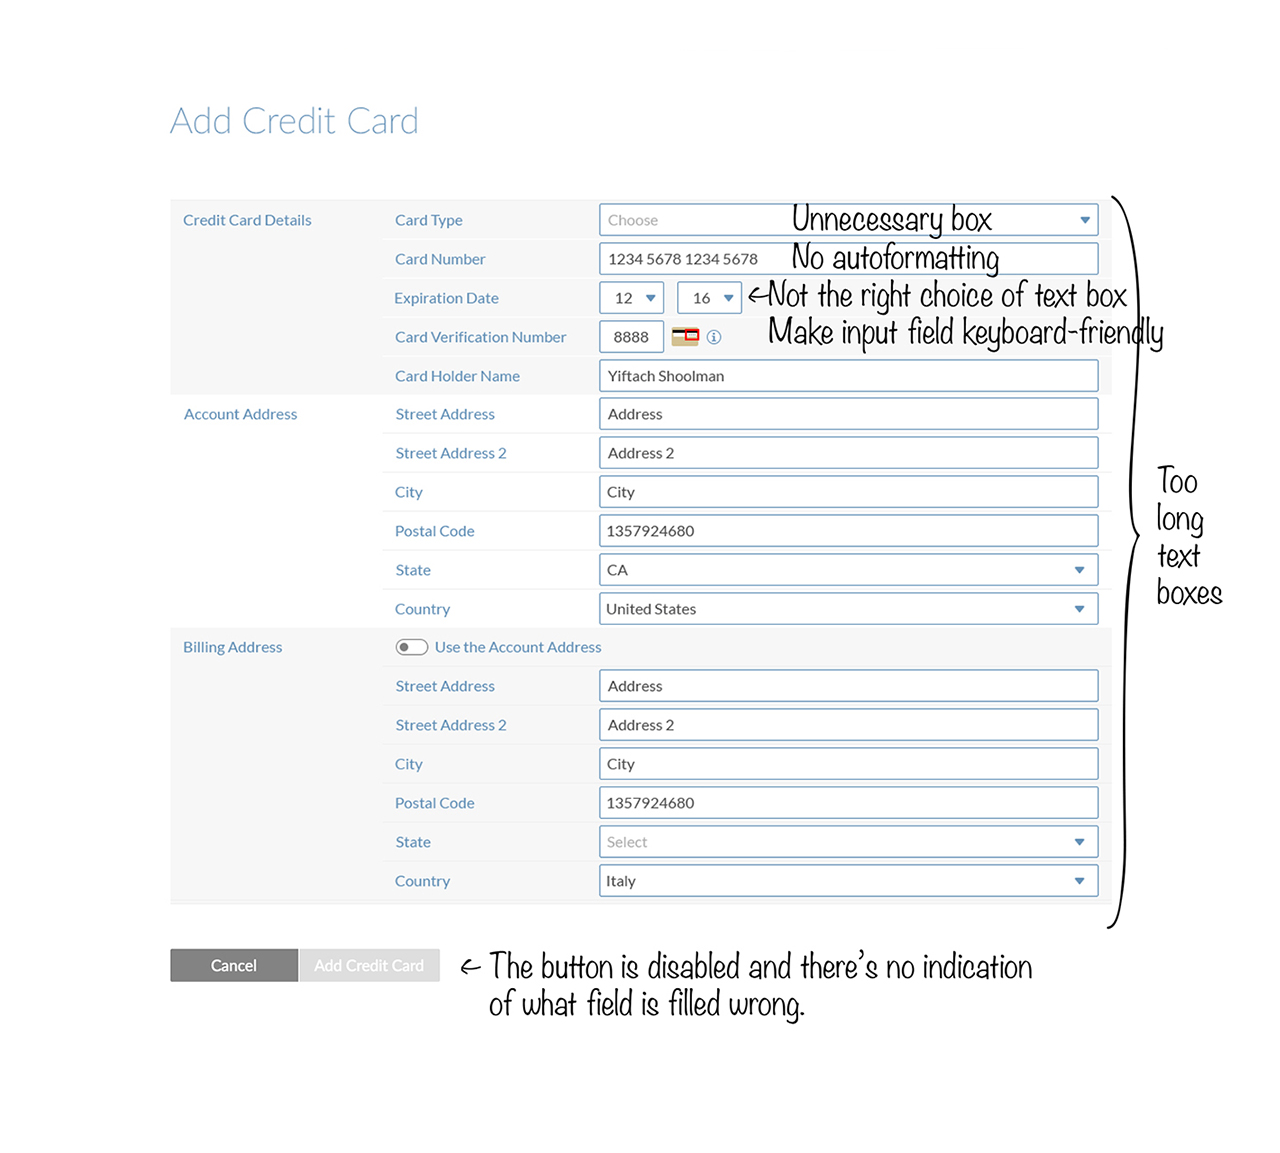 Add Credit Card
Credit Card Details
Card Type
Choose
Unnecessary box
Card Number
1234 5678 1234 5678
No autoformatting
Expiration Date
12
16
←Not the right choice of text box
Card Verification Number
8888
Make input field keyboard-friendly
Card Holder Name
Yiftach Shoolman
Account Address
Street Address
Address
Street Address 2
Address 2
City
City
Postal Code
1357924680
State
CA
Country
United States
Too
long
text
boxes
Billing Address
Use the Account Address
Street Address
Address
Street Address 2
Address 2
City
City
Postal Code
1357924680
State
Select
Country
Italy
Cancel
Add Credit Card
← The button is disabled and there's no indication
of what field is filled wrong.